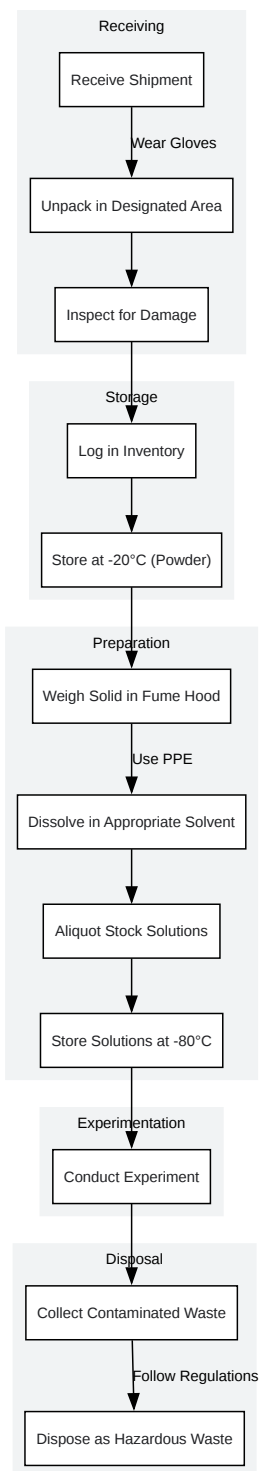 Receiving
Receive Shipment
Wear Gloves
Unpack in Designated Area
Inspect for Damage
Storage
Log in Inventory
Store at -20°C (Powder)
Preparation
Weigh Solid in Fume Hood
Use PPE
Dissolve in Appropriate Solvent
Aliquot Stock Solutions
Store Solutions at -80°C
Experimentation
Conduct Experiment
Disposal
Collect Contaminated Waste
Follow Regulations
Dispose as Hazardous Waste